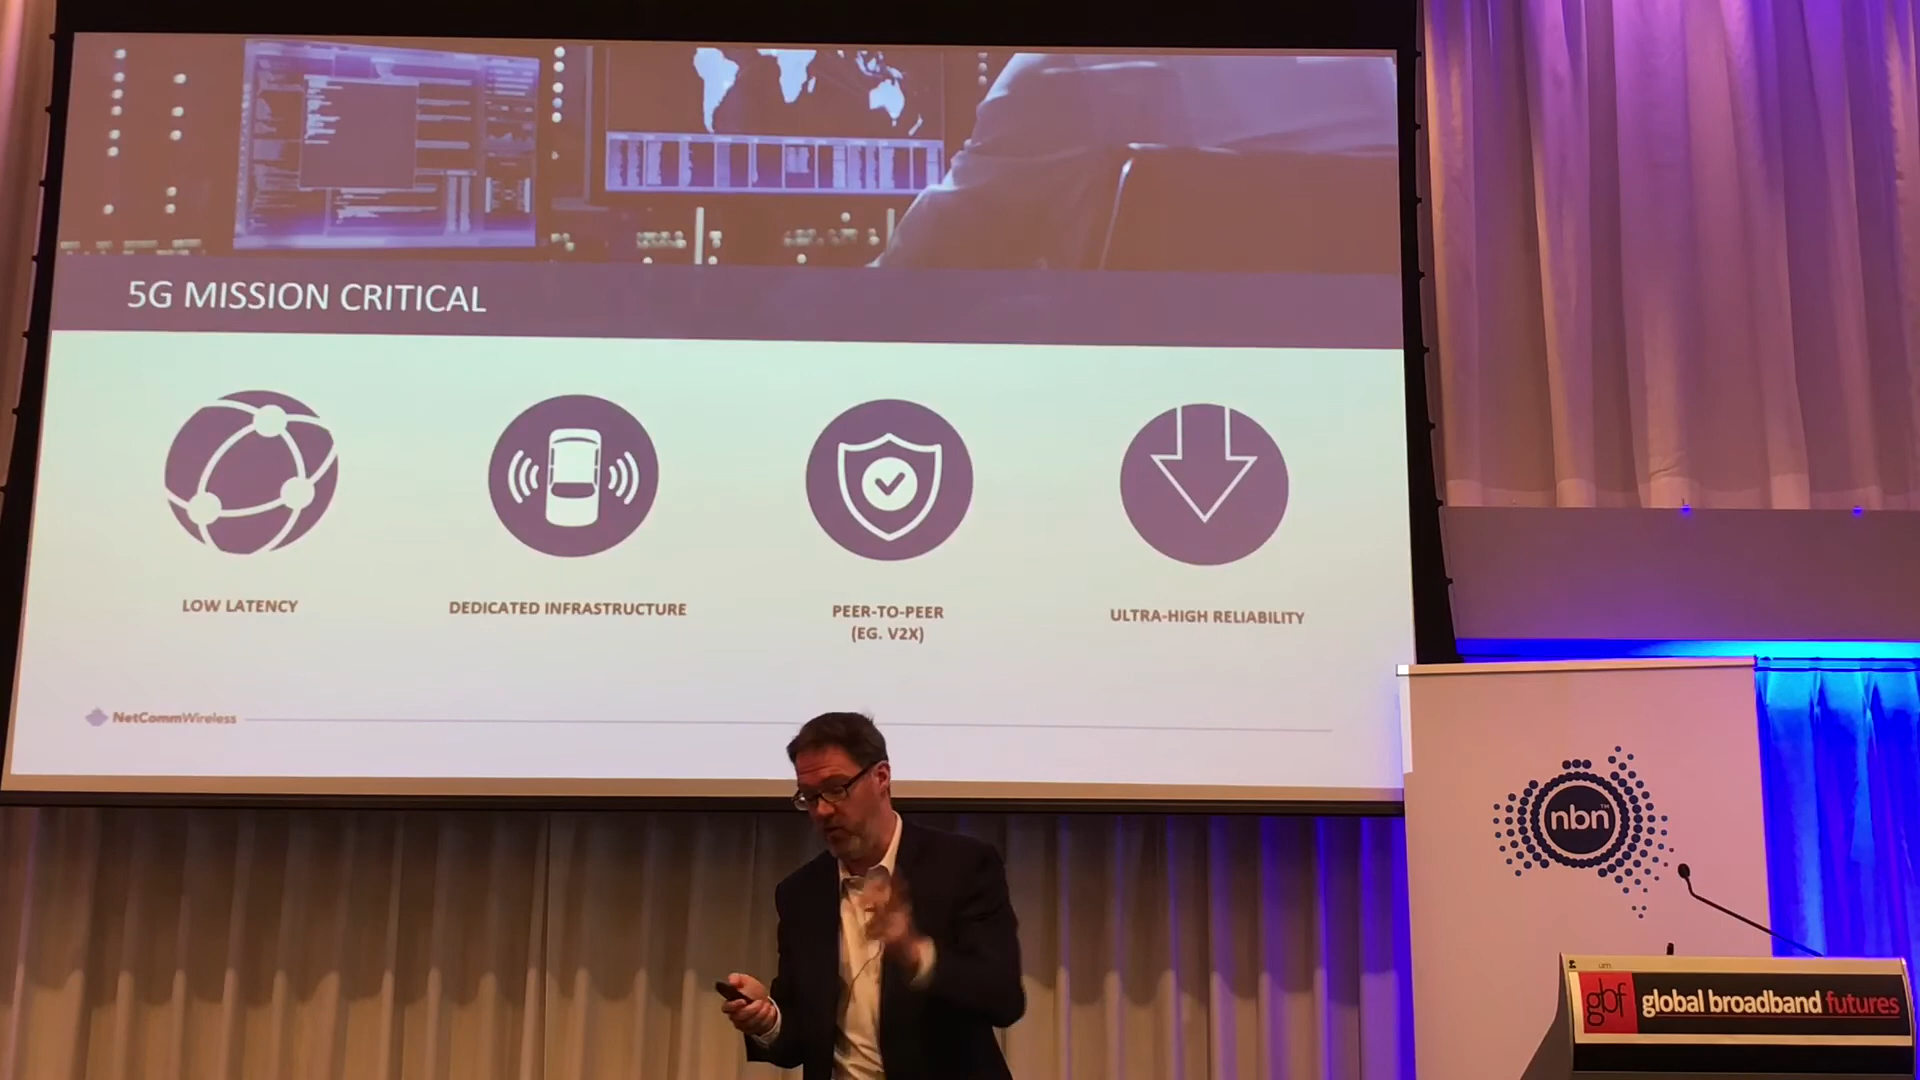 5G MISSION CRITICAL
LOW LATENCY
DEDICATED INFRASTRUCTURE
PEER-TO-PEER
(EG. V2X)
ULTRA-HIGH RELIABILITY
NetCommWireless
nbn™
gbf global broadband futures